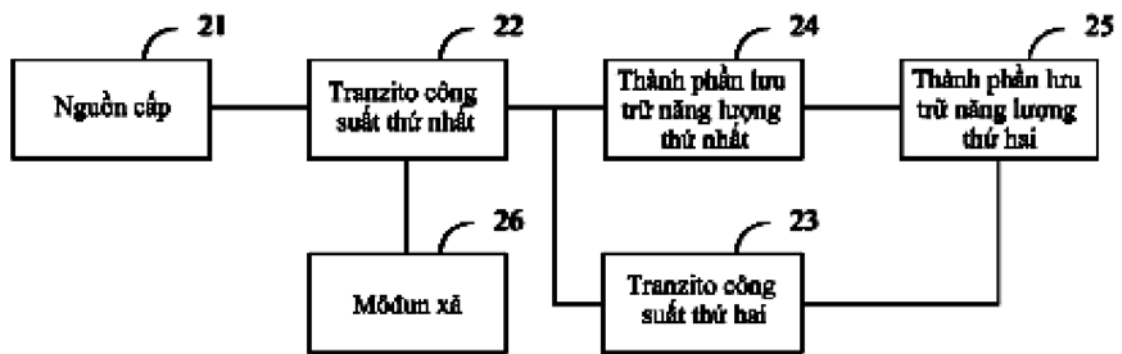 21
Nguồn cấp
22
Tranzito công
suất thứ nhất
24
Thành phần lưu
trữ năng lượng
thứ nhất
25
Thành phần lưu
trữ năng lượng
thứ hai
26
Môđun xả
23
Tranzito công
suất thứ hai